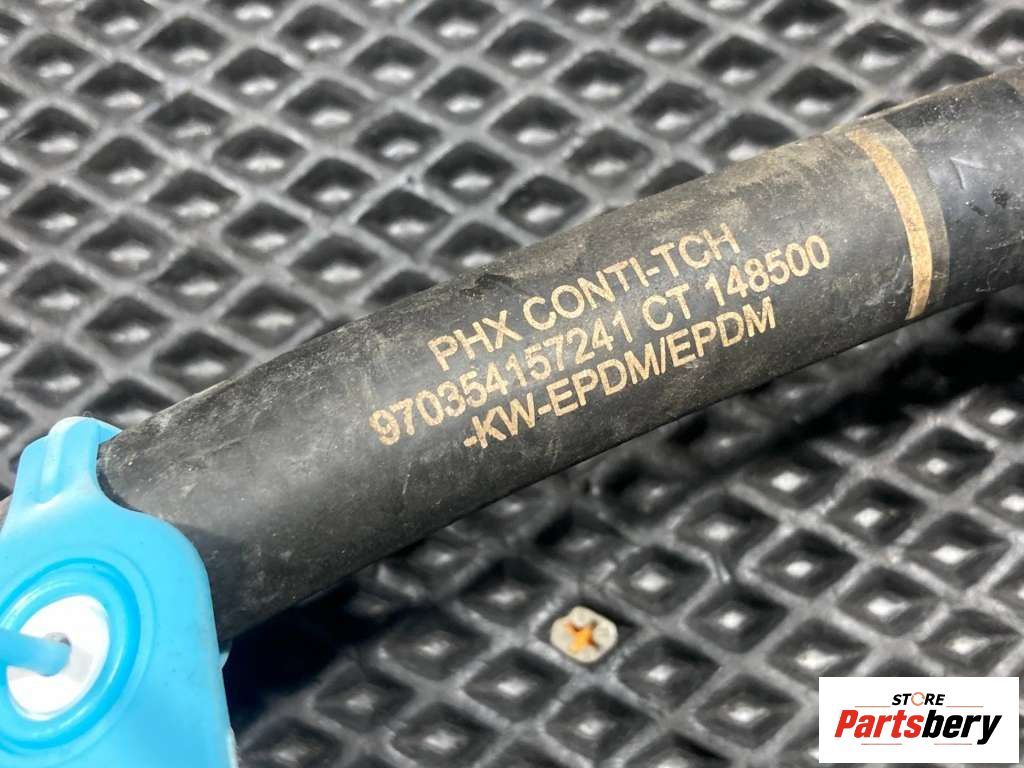 PHX CONTI-TCH
970354157241 CT 148500
-KW-EPDM/EPDM
STORE
Partsbery